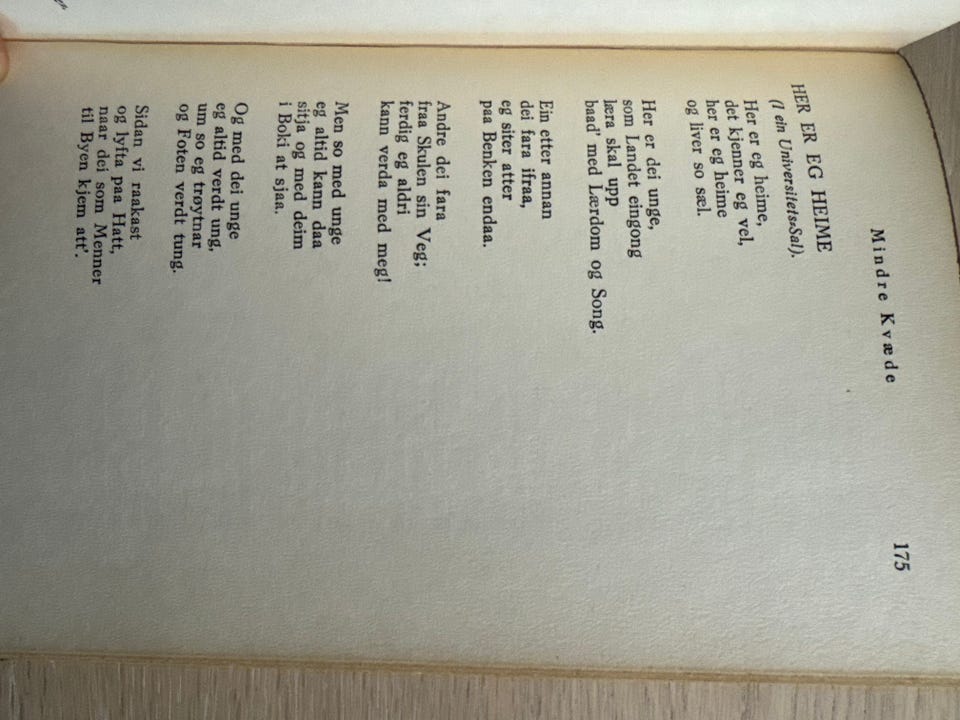 Mindre Kvæde
175
HER ER EG HEIME
(I ein Universitets-Sal).
Her er eg heime,
det kjenner eg vel,
her er eg heime
og liver so sæl.
Her er dei unge,
som Landet eingong
læra skal upp
baad' med Lærdom og Song.
Ein etter annan
dei fara ifraa,
eg siter atter
paa Benken endaa.
Andre dei fara
fraa Skulen sin Veg;
ferdig eg aldri
kann verda med meg!
Men so med unge
eg altid kann daa
sitja og med deim
i Boki at sjaa.
Og med dei unge
eg altid verdt ung,
um so eg trøytnar
og Foten verdt tung.
Sidan vi raakast
og lyfta paa Hatt,
naar dei som Menner
til Byen kjem att'.